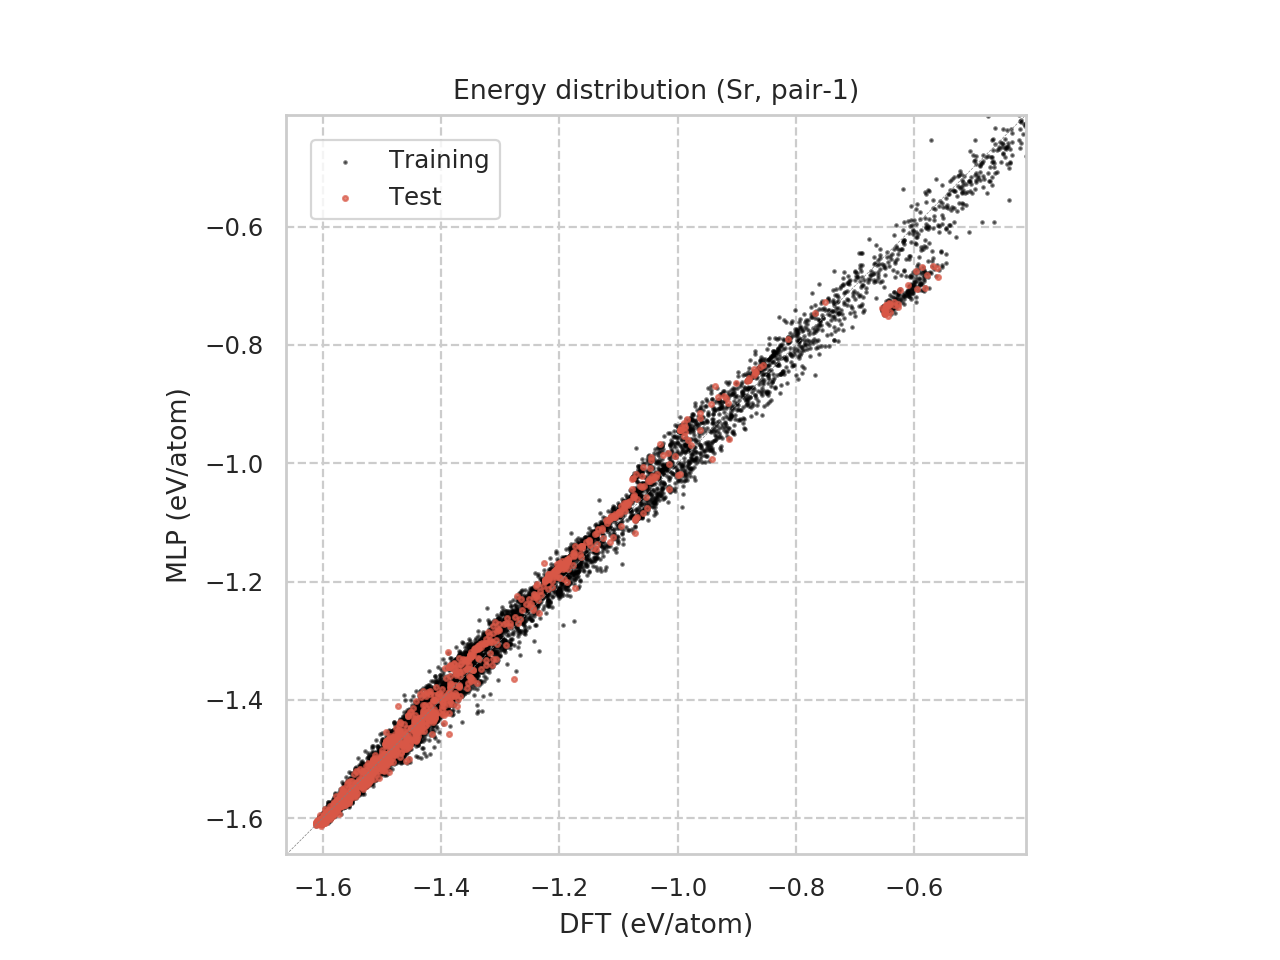 Energy distribution (Sr, pair-1)
Training
Test
MLP (eV/atom)
−0.6
−0.8
−1.0
−1.2
−1.4
−1.6
−1.6 −1.4 −1.2 −1.0 −0.8 −0.6
DFT (eV/atom)